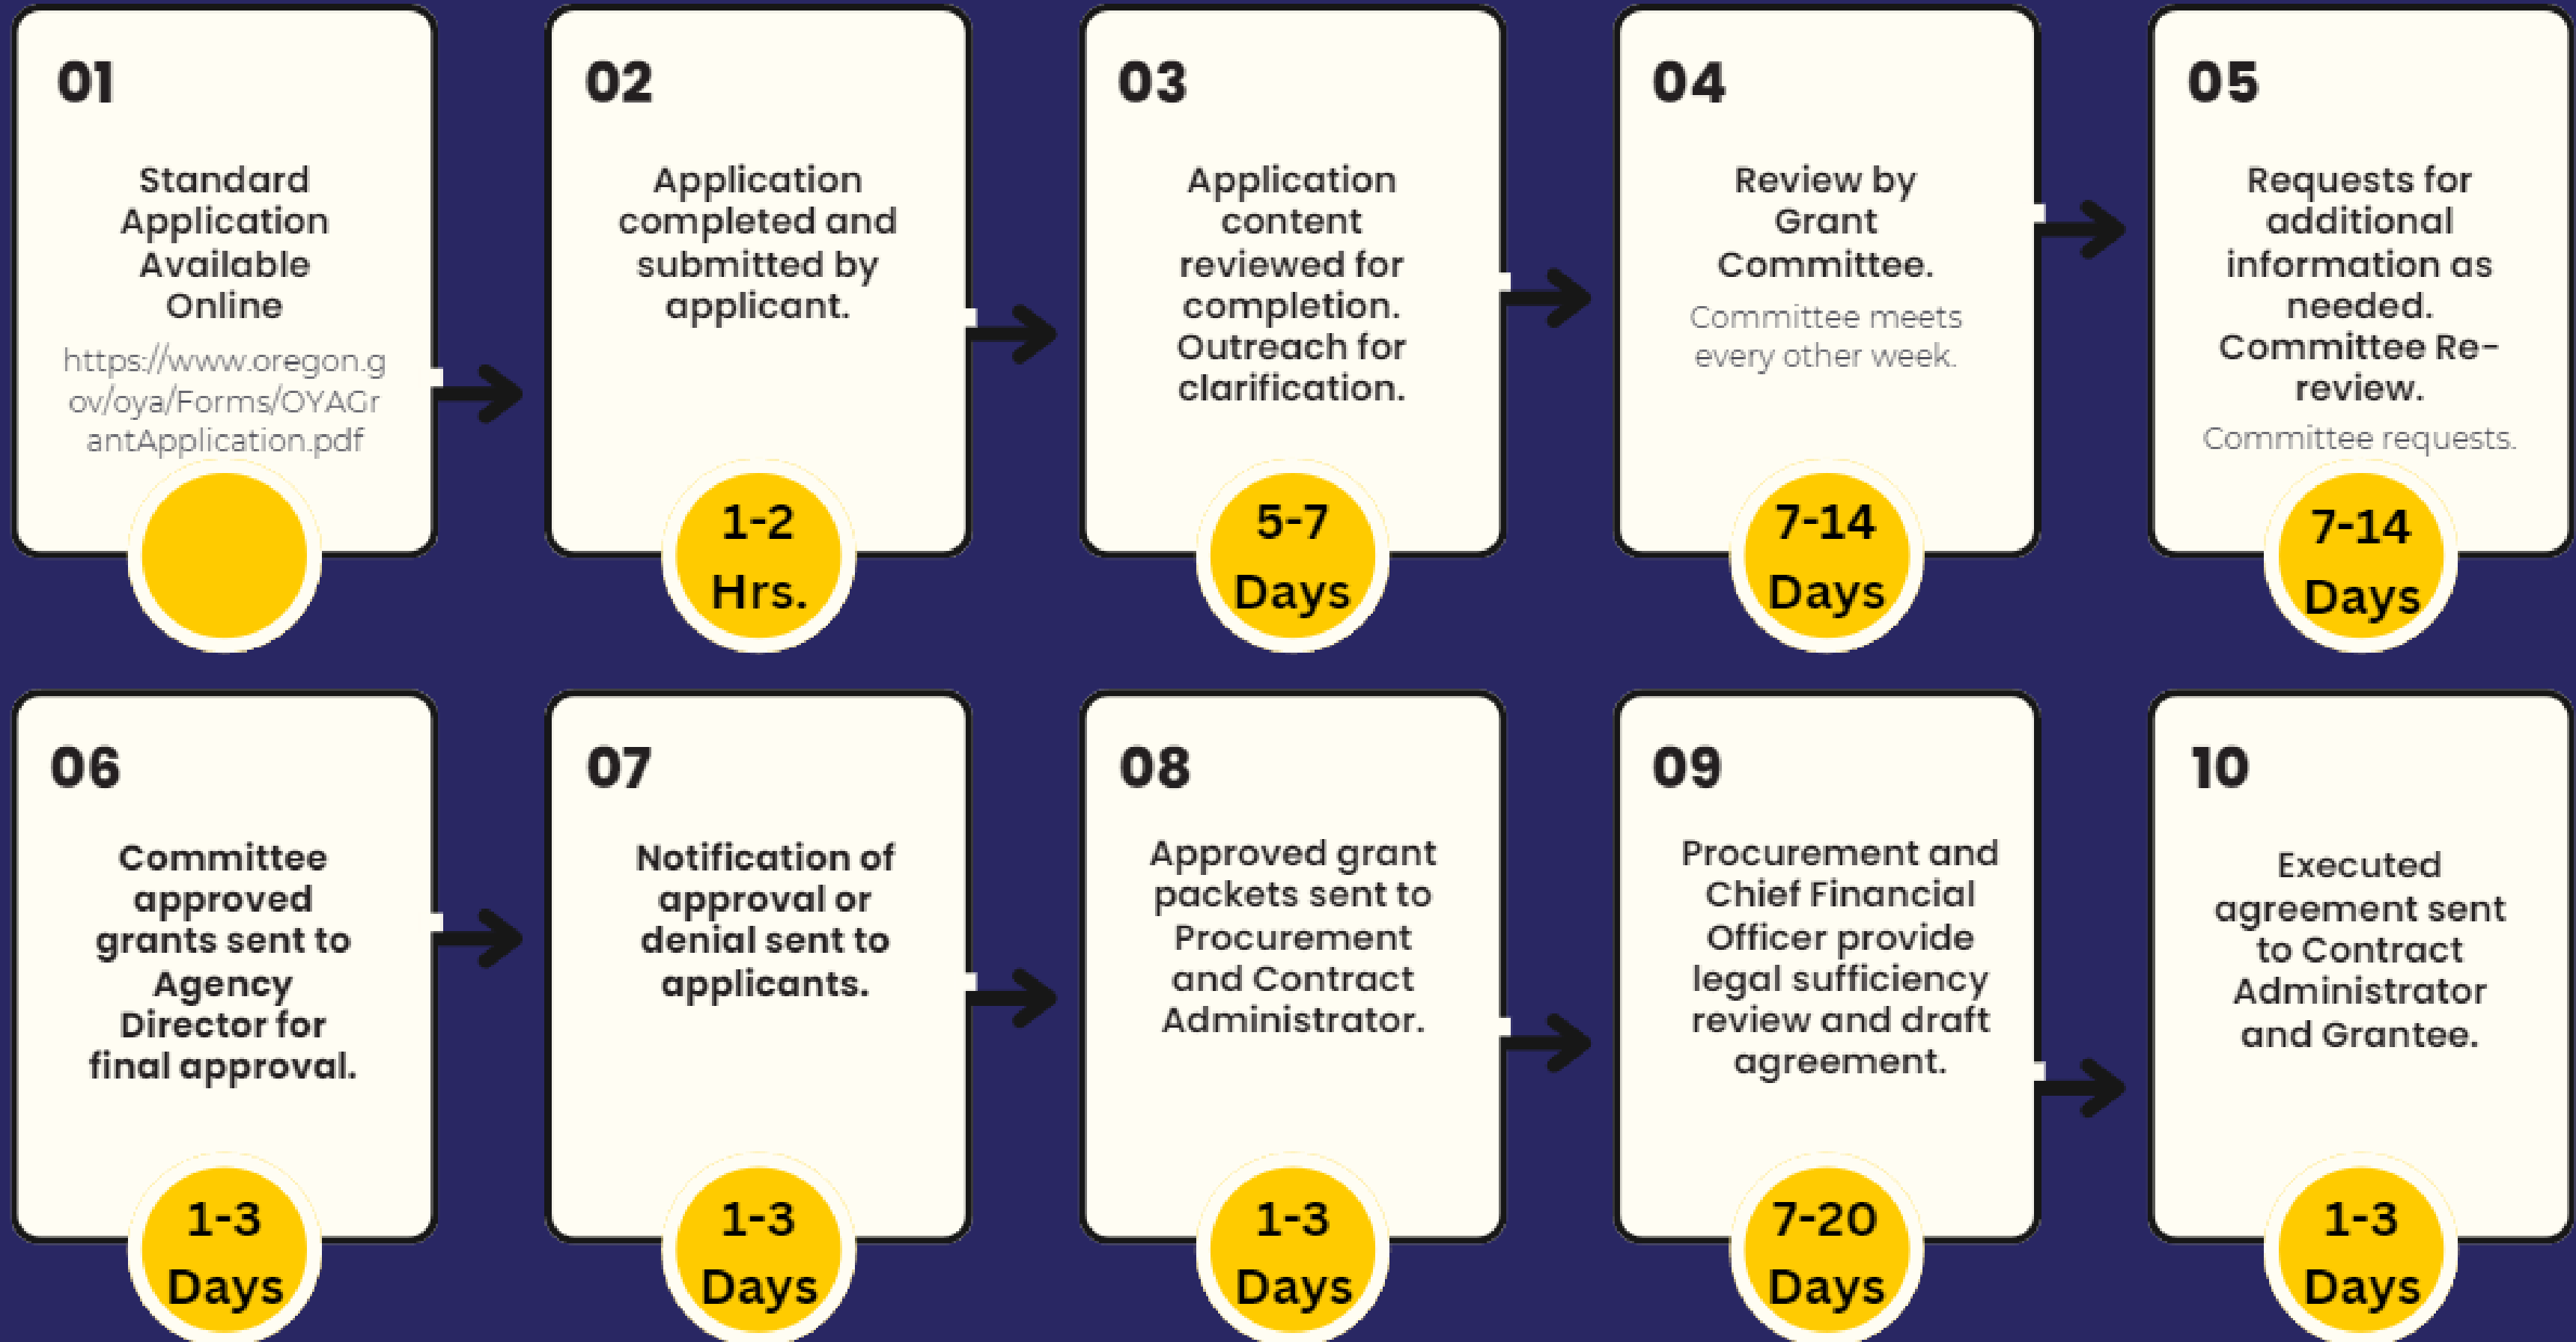 01
Standard
Application
Available
Online
https://www.oregon.g
ov/oya/Forms/OYAGr
antApplication.pdf
02
Application
completed and
submitted by
applicant.
1-2
Hrs.
03
Application
content
reviewed for
completion.
Outreach for
clarification.
5-7
Days
04
Review by
Grant
Committee.
Committee meets
every other week.
7-14
Days
05
Requests for
additional
information as
needed.
Committee Re-
review.
Committee requests.
7-14
Days
06
Committee
approved
grants sent to
Agency
Director for
final approval.
1-3
Days
07
Notification of
approval or
denial sent to
applicants.
1-3
Days
08
Approved grant
packets sent to
Procurement
and Contract
Administrator.
1-3
Days
09
Procurement and
Chief Financial
Officer provide
legal sufficiency
review and draft
agreement.
7-20
Days
10
Executed
agreement sent
to Contract
Administrator
and Grantee.
1-3
Days